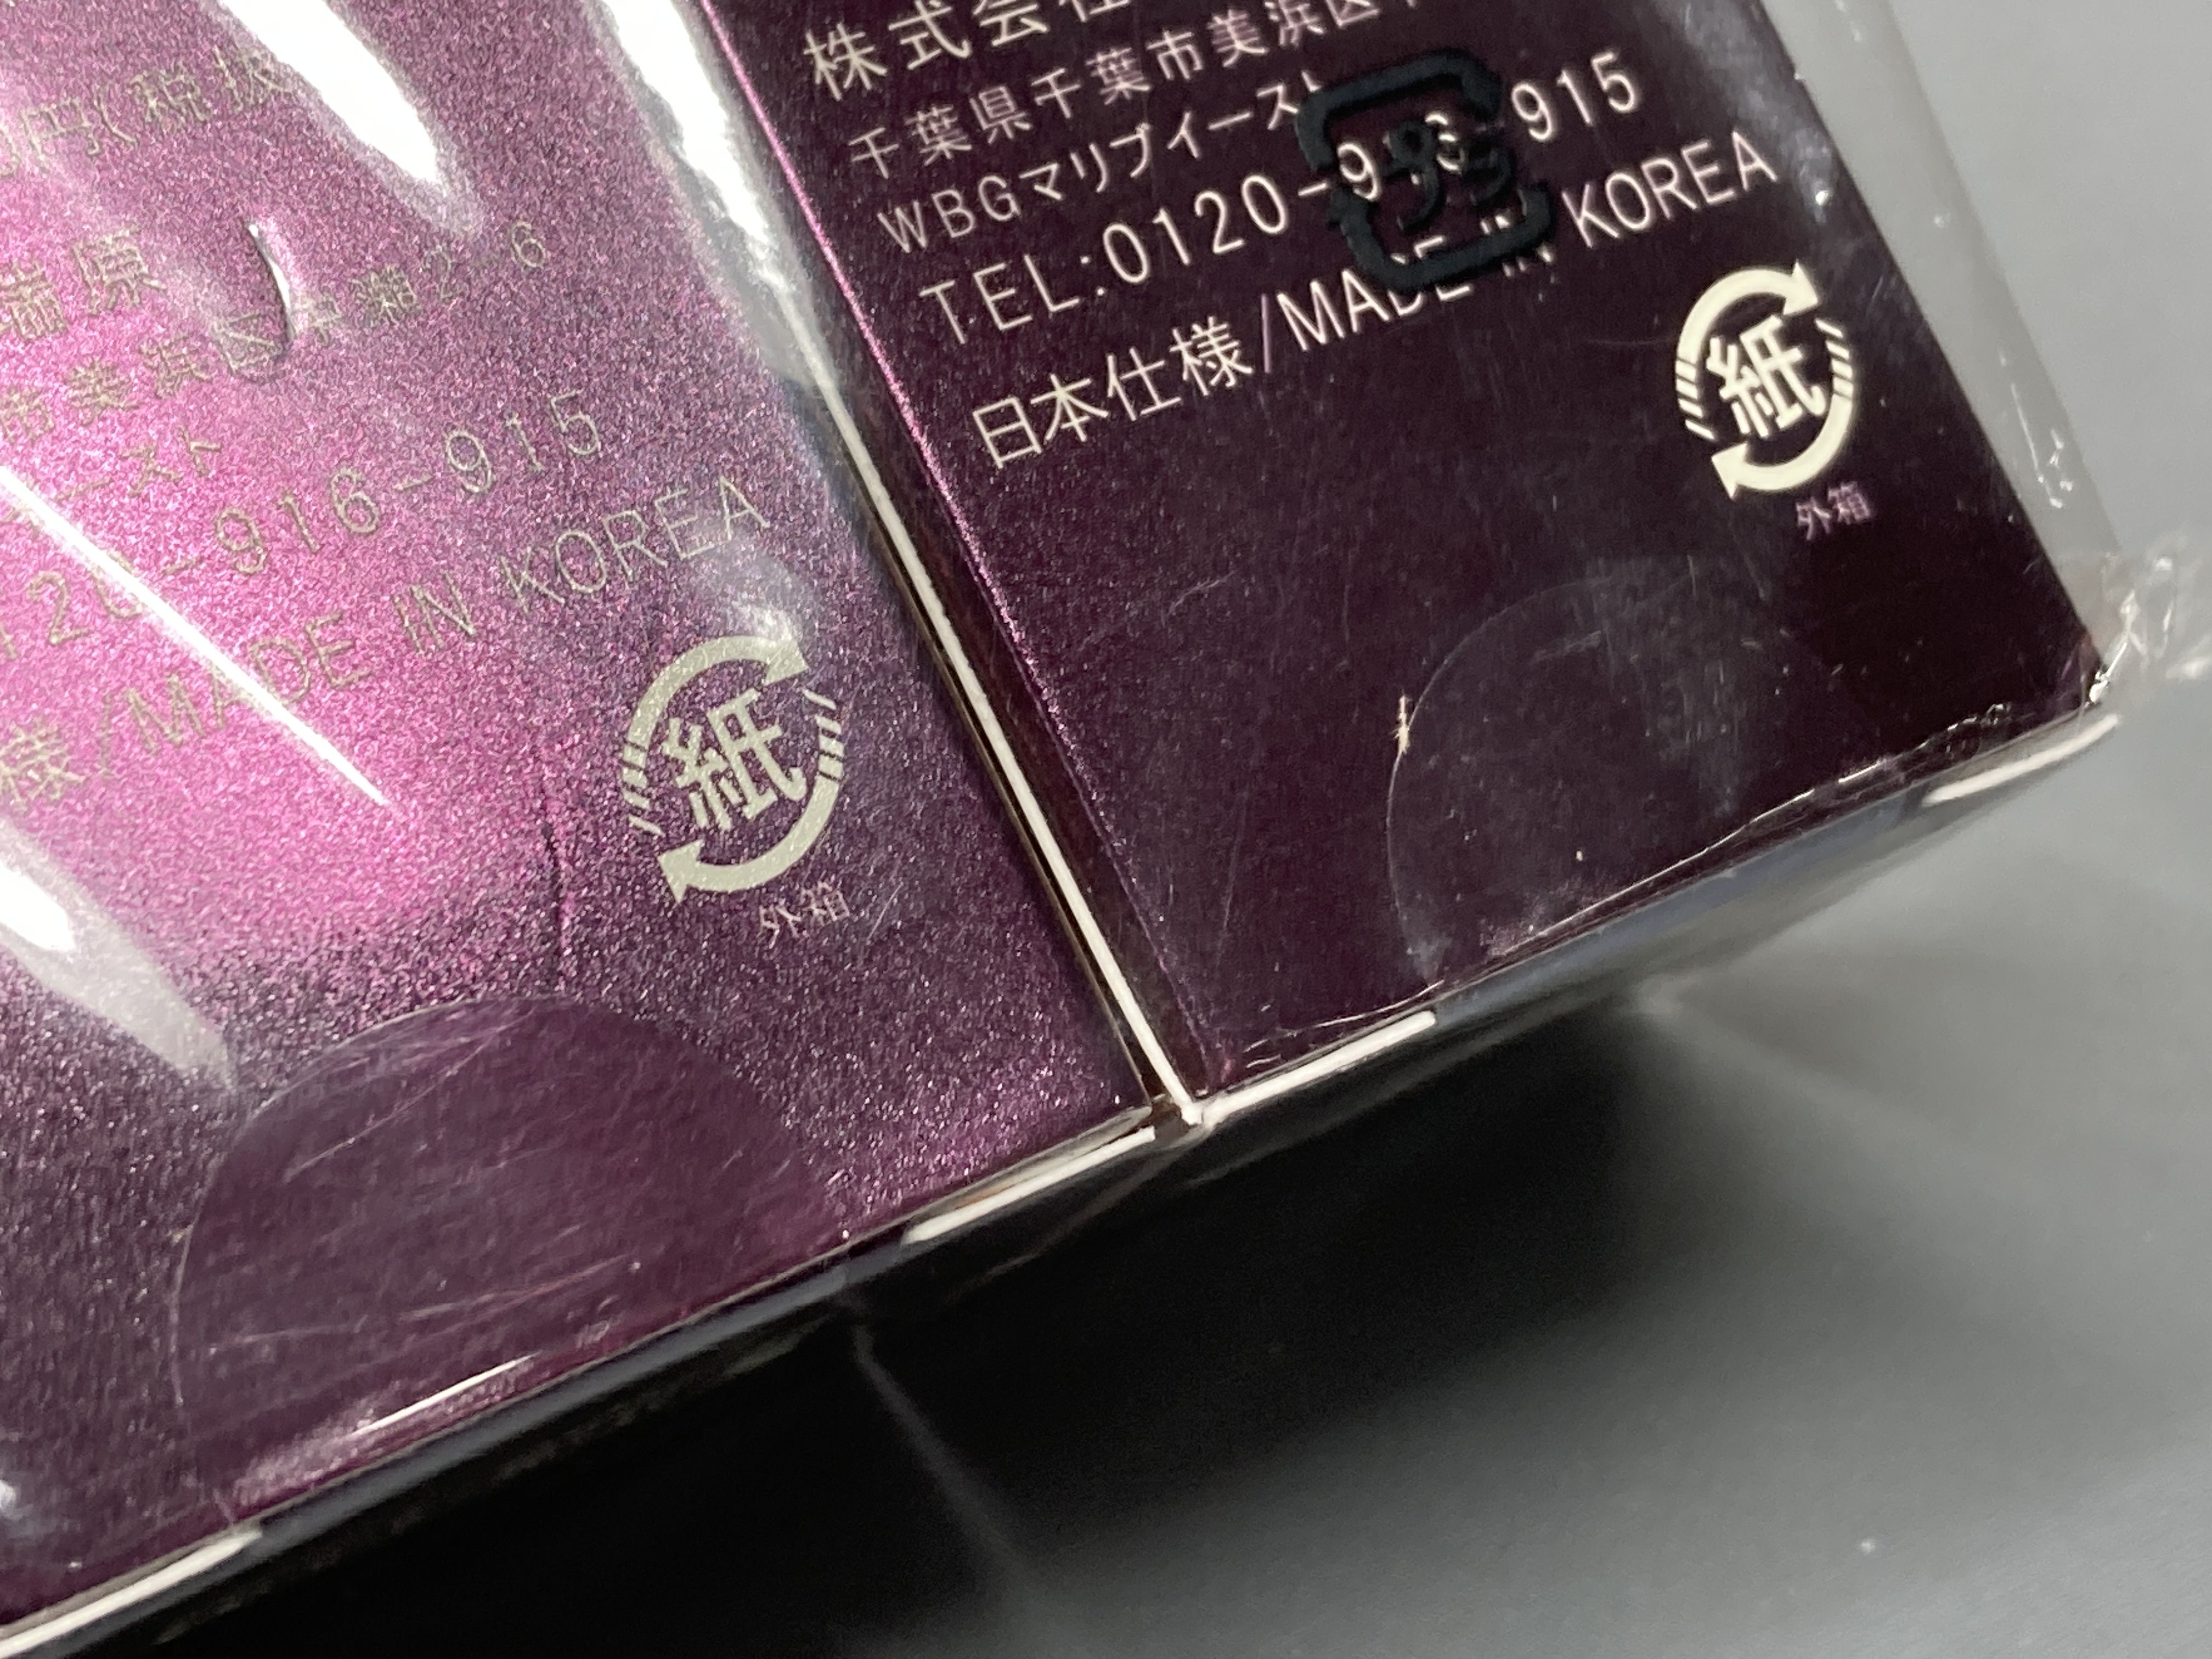 円(税抜
原
市美浜区中瀬2-6
ースト
120-916-915
様/MADE IN KOREA
紙
外箱
株式会社
千葉県千葉市美浜区
WBGマリブイースト
プラ
TEL:0120-916-915
日本仕様/MADE IN KOREA
紙
外箱